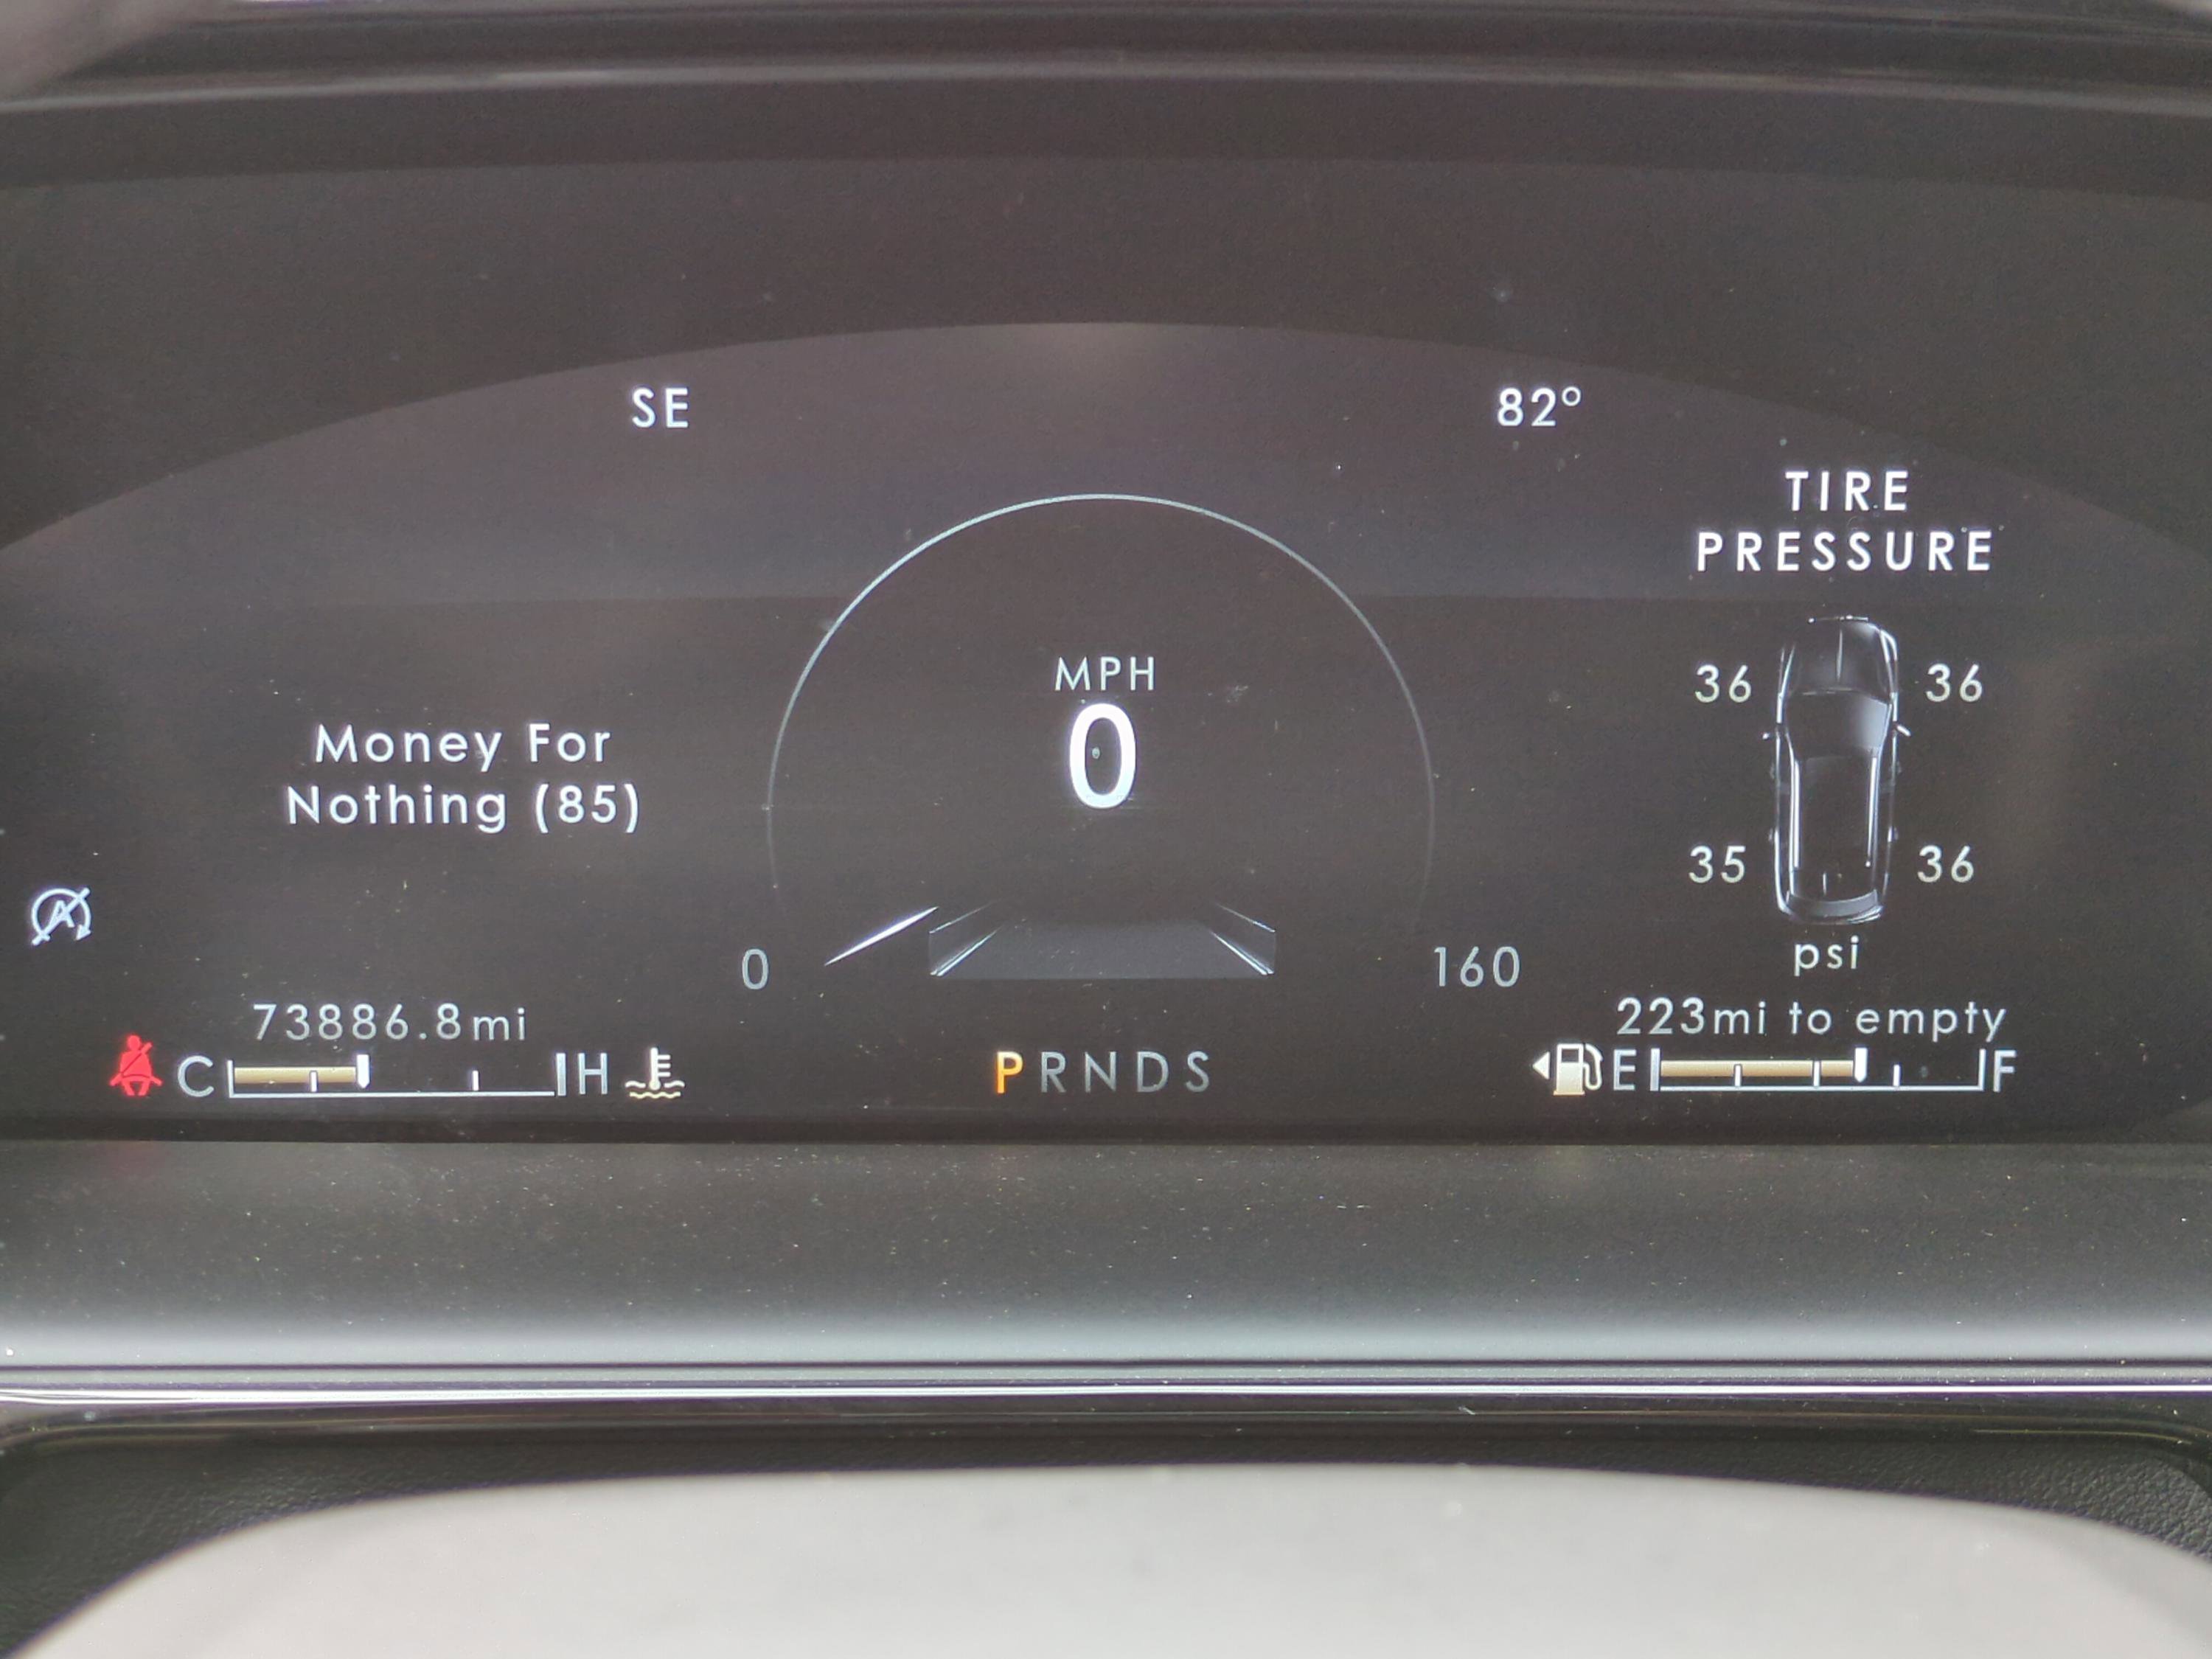 SE
82°
TIRE
PRESSURE
MPH
0
36
36
Money For
Nothing (85)
35
36
A
0
160
psi
73886.8mi
223mi to empty
C
H
PRNDS
E
F